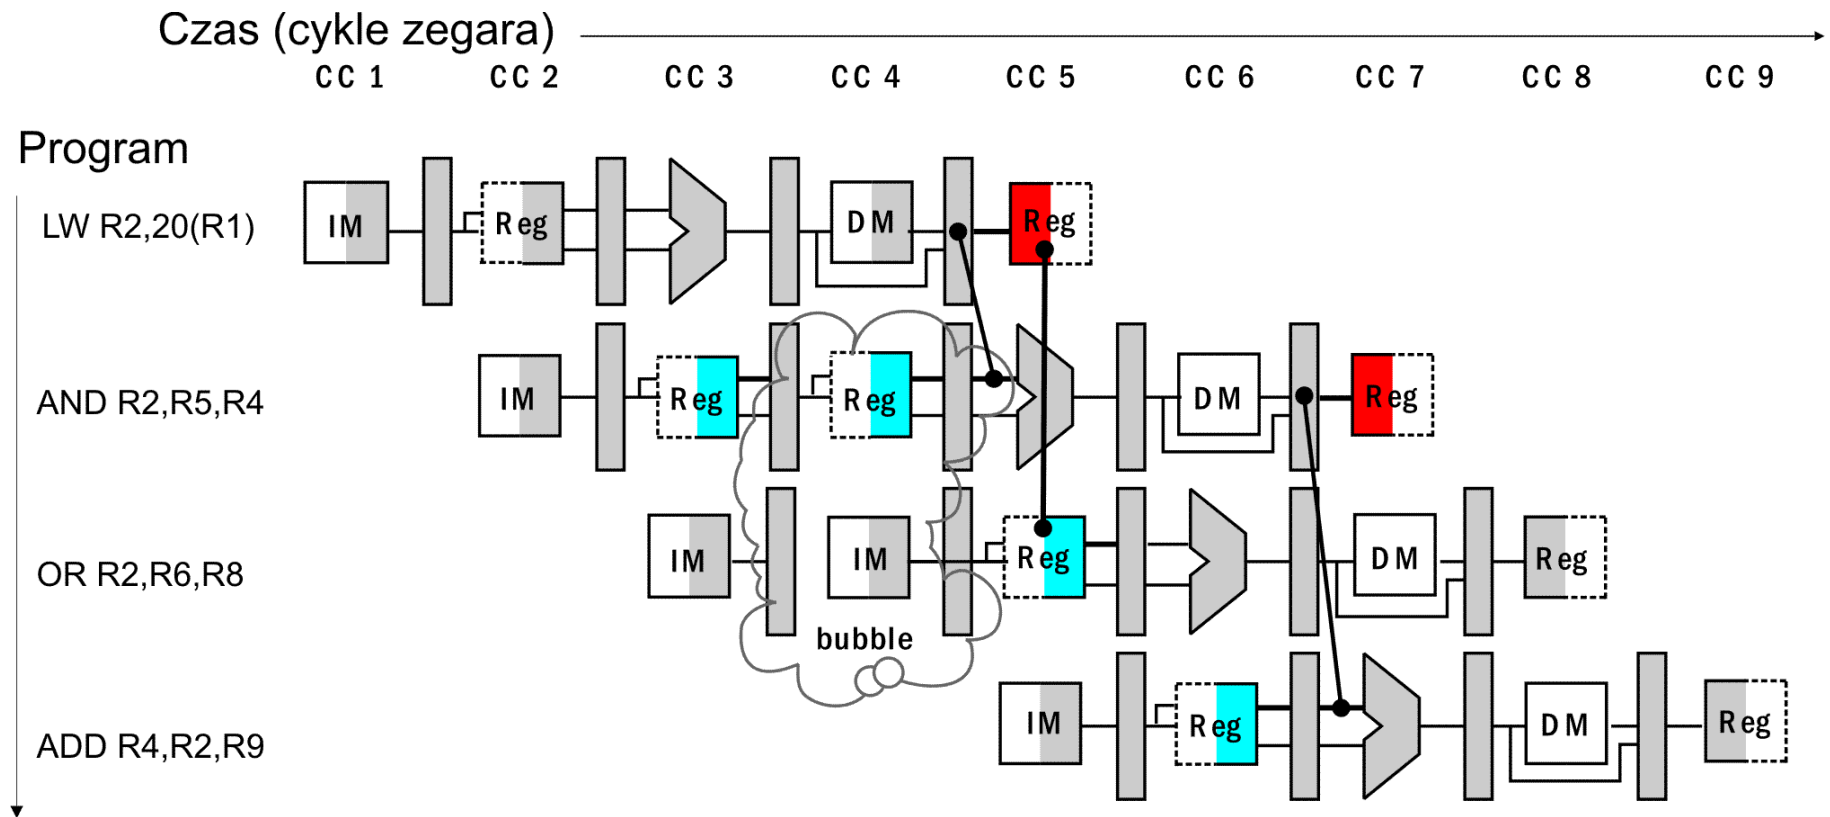 Czas (cykle zegara)
CC 1 CC 2 CC 3 CC 4 CC 5 CC 6 CC 7 CC 8 CC 9
Program
LW R2,20(R1) IM Reg DM Reg
AND R2,R5,R4 IM Reg Reg DM Reg
OR R2,R6,R8 IM IM Reg DM Reg
bubble
ADD R4,R2,R9 IM Reg DM Reg